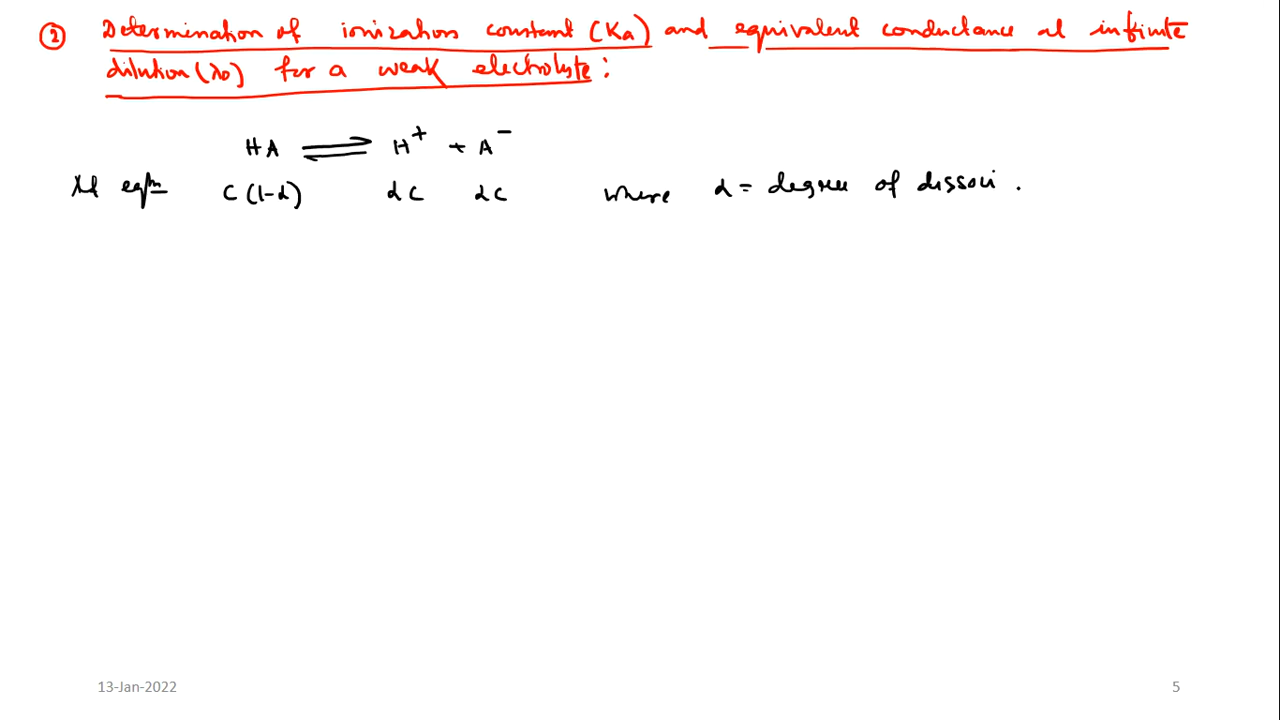 ② Determination of ionization constant (Ka) and equivalent conductance at infinite
dilution (λ0) for a weak electrolyte :
HA ⇌ H⁺ + A⁻
At eqlm C(1-α) αC αC where α = degree of dissoci.
13-Jan-2022
5